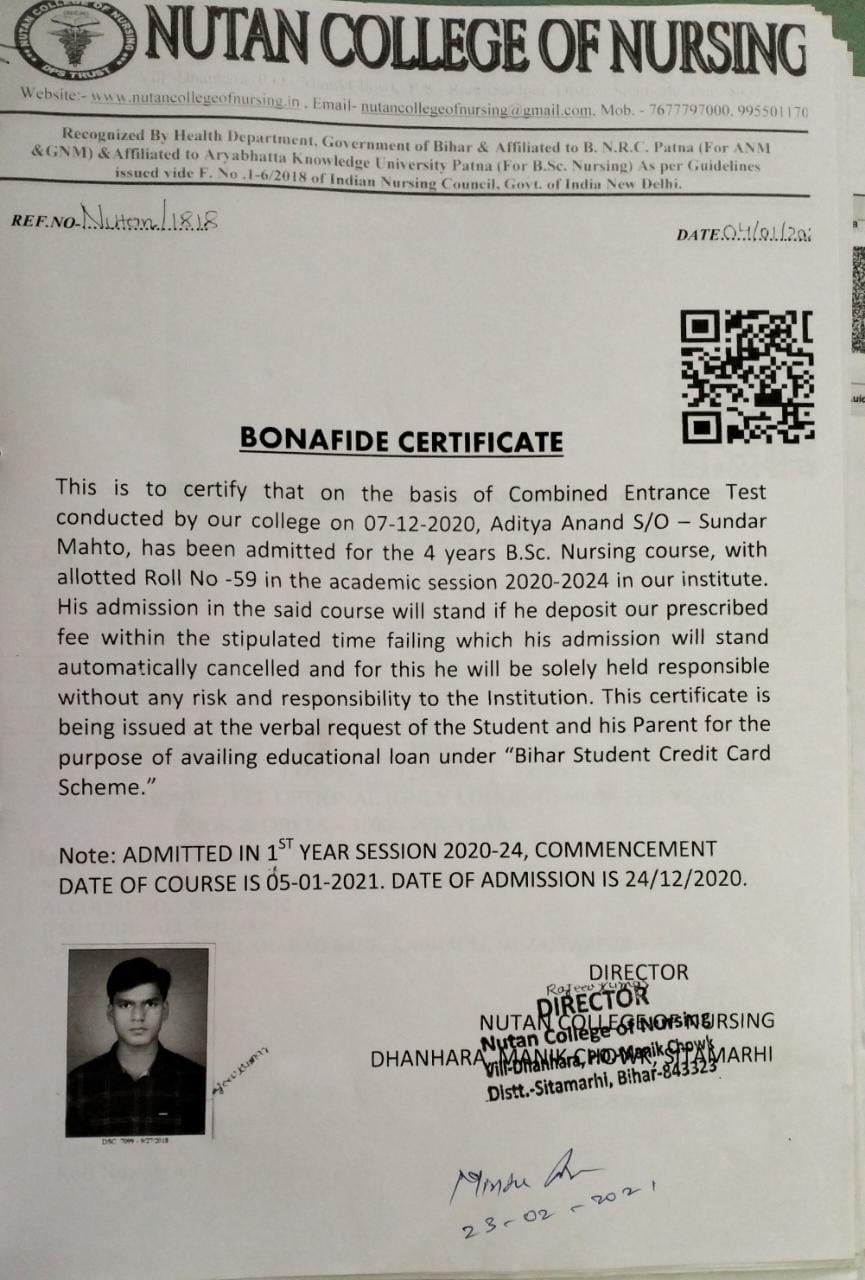 NUTAN COLLEGE OF NURSING
DPS TRUST
NUTAN COLLEGE OF NURSING
Website:- www.nutancollegeofnursing.in , Email- nutancollegeofnursing@gmail.com, Mob. - 7677797000, 995501170
Recognized By Health Department, Government of Bihar & Affiliated to B. N.R.C. Patna (For ANM
&GNM) & Affiliated to Aryabhatta Knowledge University Patna (For B.Sc. Nursing) As per Guidelines
issued vide F. No .1-6/2018 of Indian Nursing Council, Govt. of India New Delhi.
REF.NO-Nutan/1818
DATE.04/01/202
BONAFIDE CERTIFICATE
This is to certify that on the basis of Combined Entrance Test
conducted by our college on 07-12-2020, Aditya Anand S/O – Sundar
Mahto, has been admitted for the 4 years B.Sc. Nursing course, with
allotted Roll No -59 in the academic session 2020-2024 in our institute.
His admission in the said course will stand if he deposit our prescribed
fee within the stipulated time failing which his admission will stand
automatically cancelled and for this he will be solely held responsible
without any risk and responsibility to the Institution. This certificate is
being issued at the verbal request of the Student and his Parent for the
purpose of availing educational loan under “Bihar Student Credit Card
Scheme.”
Note: ADMITTED IN 1ST YEAR SESSION 2020-24, COMMENCEMENT
DATE OF COURSE IS 05-01-2021. DATE OF ADMISSION IS 24/12/2020.
DIRECTOR
Rajeev Kumar
DIRECTOR
NUTAN COLLEGE OF NURSING
Nutan College of Nursing
DHANHARA, MANIK CHOWK, SITAMARHI
Vill-Dhanhara, PO-Manik Chowk
Distt.-Sitamarhi, Bihar-843323
DSC 7099 - 9/27/2018
23-02-2021